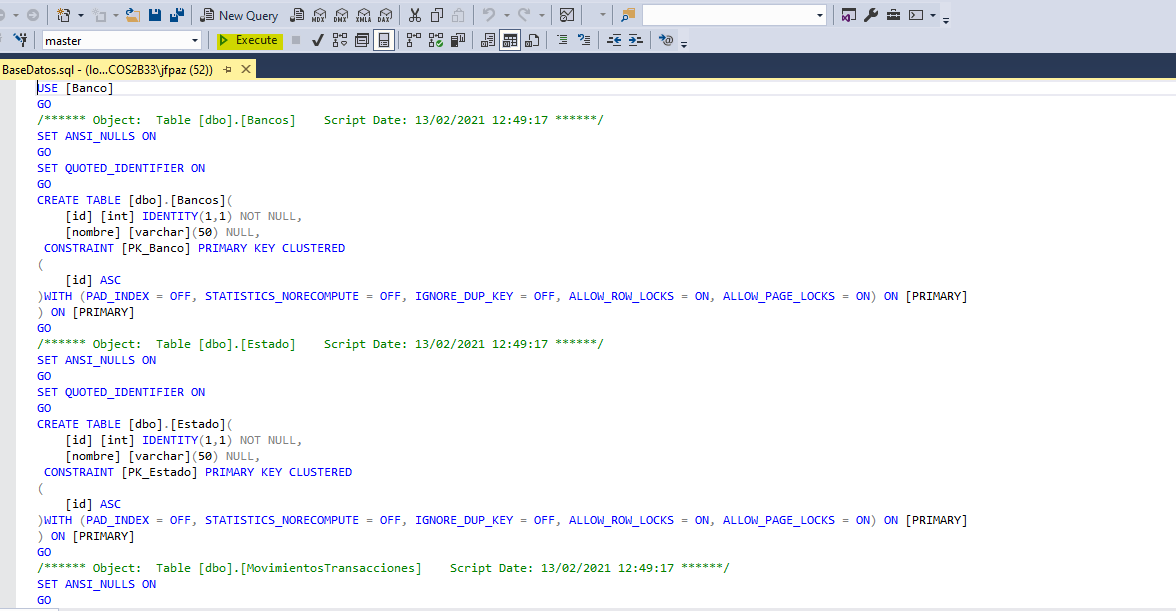 New Query
MDX
DMX
XMLA
DAX
master
Execute
BaseDatos.sql - (lo...COS2B33\jfpaz (52))
USE [Banco]
GO
/****** Object:  Table [dbo].[Bancos]    Script Date: 13/02/2021 12:49:17 ******/
SET ANSI_NULLS ON
GO
SET QUOTED_IDENTIFIER ON
GO
CREATE TABLE [dbo].[Bancos](
    [id] [int] IDENTITY(1,1) NOT NULL,
    [nombre] [varchar](50) NULL,
 CONSTRAINT [PK_Banco] PRIMARY KEY CLUSTERED
(
    [id] ASC
)WITH (PAD_INDEX = OFF, STATISTICS_NORECOMPUTE = OFF, IGNORE_DUP_KEY = OFF, ALLOW_ROW_LOCKS = ON, ALLOW_PAGE_LOCKS = ON) ON [PRIMARY]
) ON [PRIMARY]
GO
/****** Object:  Table [dbo].[Estado]    Script Date: 13/02/2021 12:49:17 ******/
SET ANSI_NULLS ON
GO
SET QUOTED_IDENTIFIER ON
GO
CREATE TABLE [dbo].[Estado](
    [id] [int] IDENTITY(1,1) NOT NULL,
    [nombre] [varchar](50) NULL,
 CONSTRAINT [PK_Estado] PRIMARY KEY CLUSTERED
(
    [id] ASC
)WITH (PAD_INDEX = OFF, STATISTICS_NORECOMPUTE = OFF, IGNORE_DUP_KEY = OFF, ALLOW_ROW_LOCKS = ON, ALLOW_PAGE_LOCKS = ON) ON [PRIMARY]
) ON [PRIMARY]
GO
/****** Object:  Table [dbo].[MovimientosTransacciones]    Script Date: 13/02/2021 12:49:17 ******/
SET ANSI_NULLS ON
GO